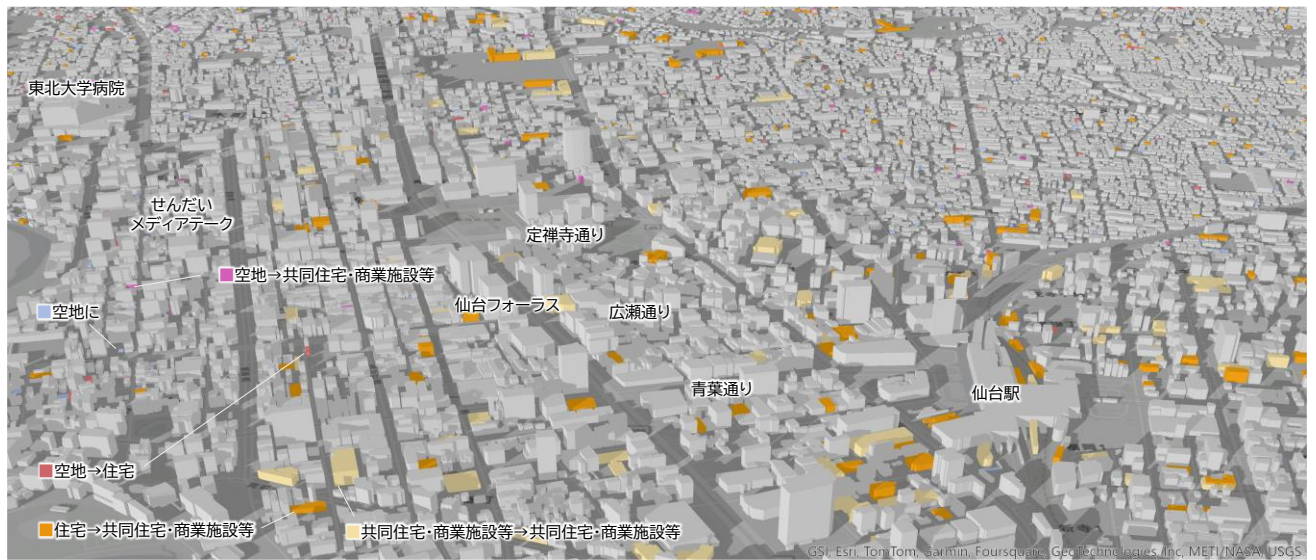 東北大学病院
せんだい
メディアテーク
定禅寺通り
空地→共同住宅・商業施設等
空地に
仙台フォーラス
広瀬通り
青葉通り
仙台駅
空地→住宅
住宅→共同住宅・商業施設等
共同住宅・商業施設等→共同住宅・商業施設等
GSI, Esri, TomTom, Garmin, Foursquare, GeoTechnologies, Inc, METI/NASA, USGS